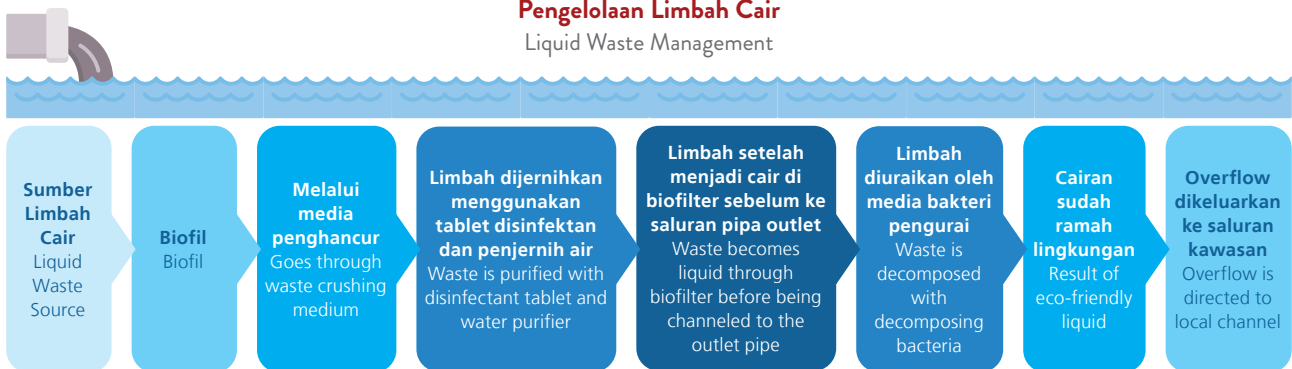 Pengelolaan Limbah Cair
Liquid Waste Management
Sumber
Limbah
Cair
Liquid
Waste
Source
Biofil
Biofil
Melalui
media
penghancur
Goes through
waste crushing
medium
Limbah dijernihkan
menggunakan
tablet disinfektan
dan penjernih air
Waste is purified with
disinfectant tablet and
water purifier
Limbah setelah
menjadi cair di
biofilter sebelum ke
saluran pipa outlet
Waste becomes
liquid through
biofilter before being
channeled to the
outlet pipe
Limbah
diuraikan oleh
media bakteri
pengurai
Waste is
decomposed
with
decomposing
bacteria
Cairan
sudah
ramah
lingkungan
Result of
eco-friendly
liquid
Overflow
dikeluarkan
ke saluran
kawasan
Overflow is
directed to
local channel